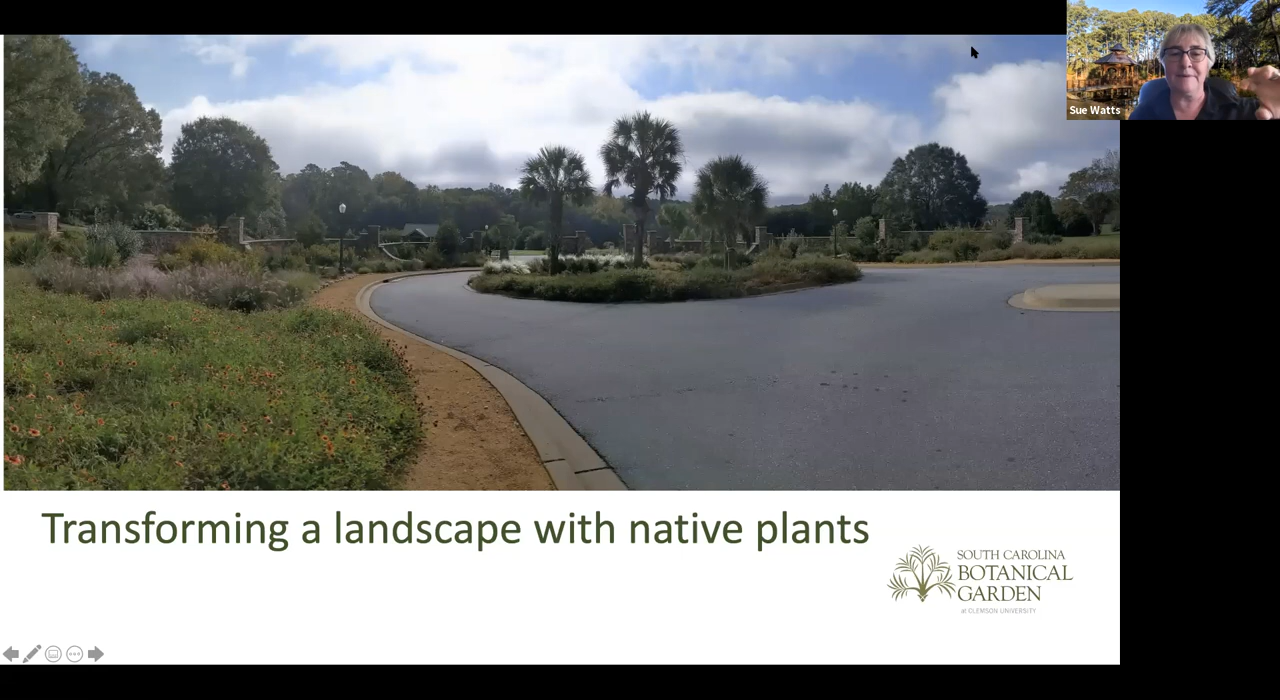 Sue Watts
Transforming a landscape with native plants
SOUTH CAROLINA
BOTANICAL
GARDEN
at CLEMSON UNIVERSITY